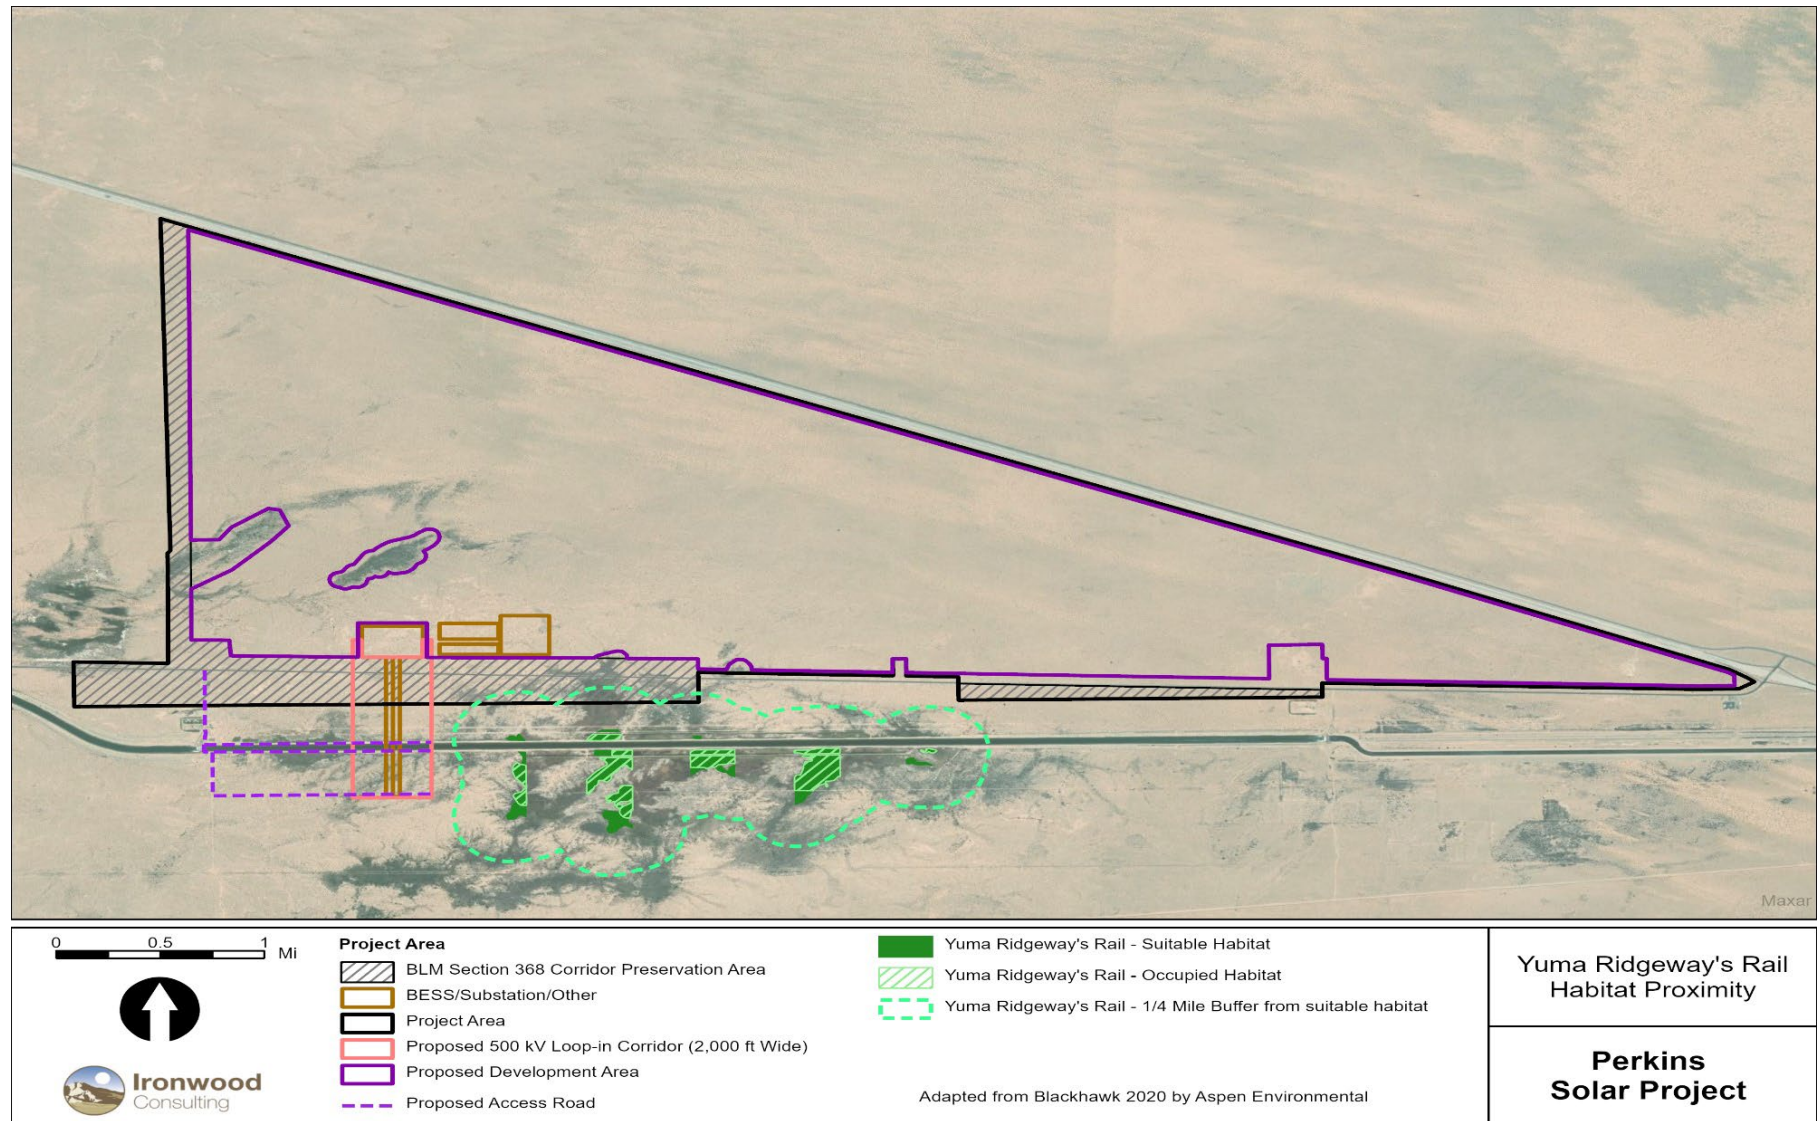 Maxar
0 0.5 1 Mi
Ironwood
Consulting
Project Area
BLM Section 368 Corridor Preservation Area
BESS/Substation/Other
Project Area
Proposed 500 kV Loop-in Corridor (2,000 ft Wide)
Proposed Development Area
Proposed Access Road
Yuma Ridgeway's Rail - Suitable Habitat
Yuma Ridgeway's Rail - Occupied Habitat
Yuma Ridgeway's Rail - 1/4 Mile Buffer from suitable habitat
Adapted from Blackhawk 2020 by Aspen Environmental
Yuma Ridgeway's Rail
Habitat Proximity
Perkins
Solar Project